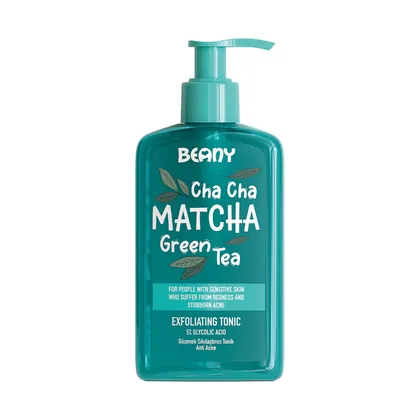 BEANY
Cha Cha
MATCHA
Green
Tea
FOR PEOPLE WITH SENSITIVE SKIN
WHO SUFFER FROM REDNESS AND
STUBBORN ACNE
EXFOLIATING TONIC
5% GLYCOLIC ACID
Gözenek Sıkılaştırıcı Tonik
Anti Acne